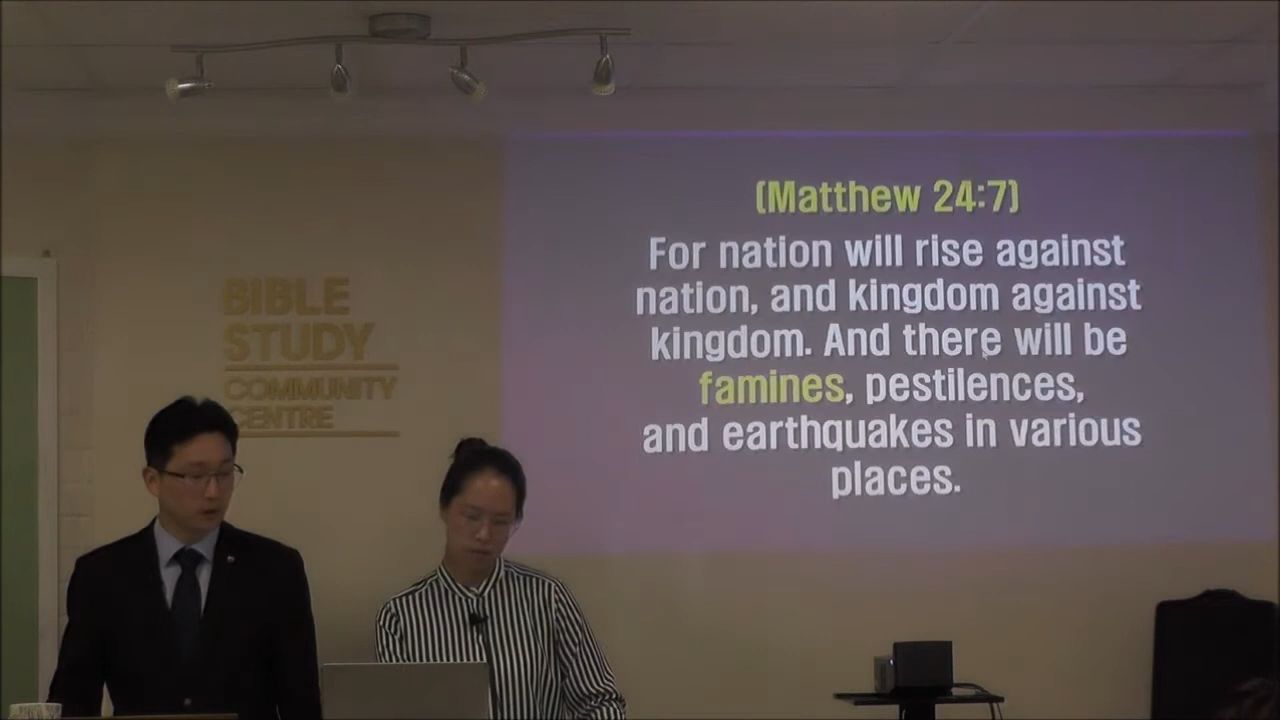 (Matthew 24:7)
For nation will rise against
nation, and kingdom against
kingdom. And there will be
famines, pestilences,
and earthquakes in various
places.
BIBLE
STUDY
COMMUNITY
CENTRE